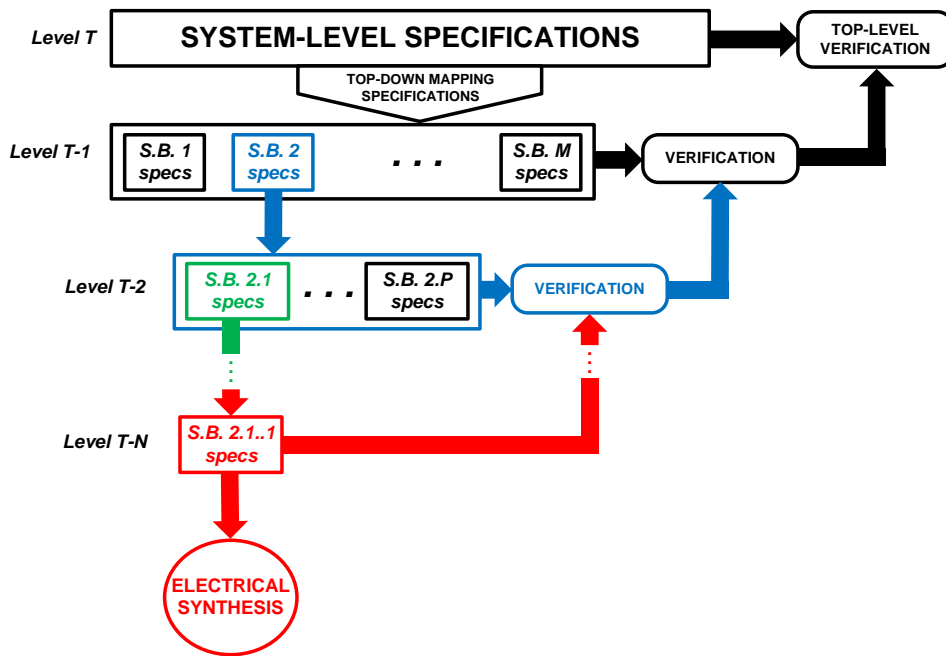 Level T
SYSTEM-LEVEL SPECIFICATIONS
TOP-LEVEL
VERIFICATION
TOP-DOWN MAPPING
SPECIFICATIONS
Level T-1
S.B. 1
specs
S.B. 2
specs
. . .
S.B. M
specs
VERIFICATION
Level T-2
S.B. 2.1
specs
. . .
S.B. 2.P
specs
VERIFICATION
Level T-N
S.B. 2.1..1
specs
ELECTRICAL
SYNTHESIS